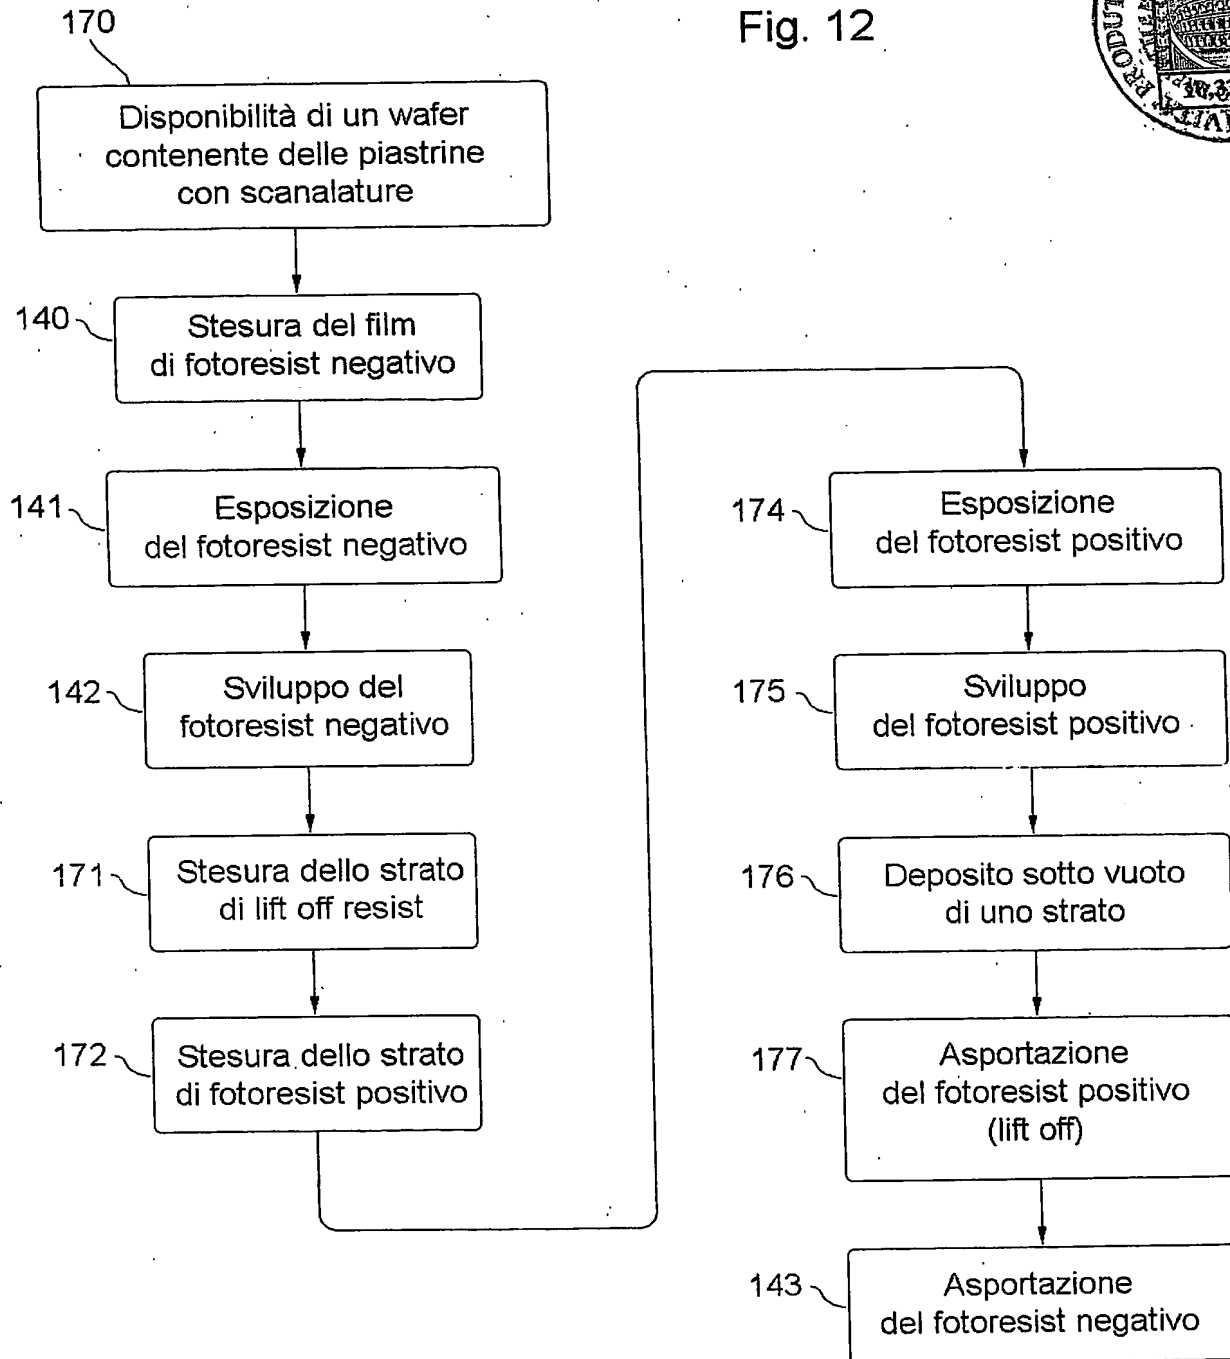 Fig. 12
170
Disponibilità di un wafer
contenente delle piastrine
con scanalature
140
Stesura del film
di fotoresist negativo
141
Esposizione
del fotoresist negativo
142
Sviluppo del
fotoresist negativo
171
Stesura dello strato
di lift off resist
172
Stesura dello strato
di fotoresist positivo
174
Esposizione
del fotoresist positivo
175
Sviluppo
del fotoresist positivo
176
Deposito sotto vuoto
di uno strato
177
Asportazione
del fotoresist positivo
(lift off)
143
Asportazione
del fotoresist negativo